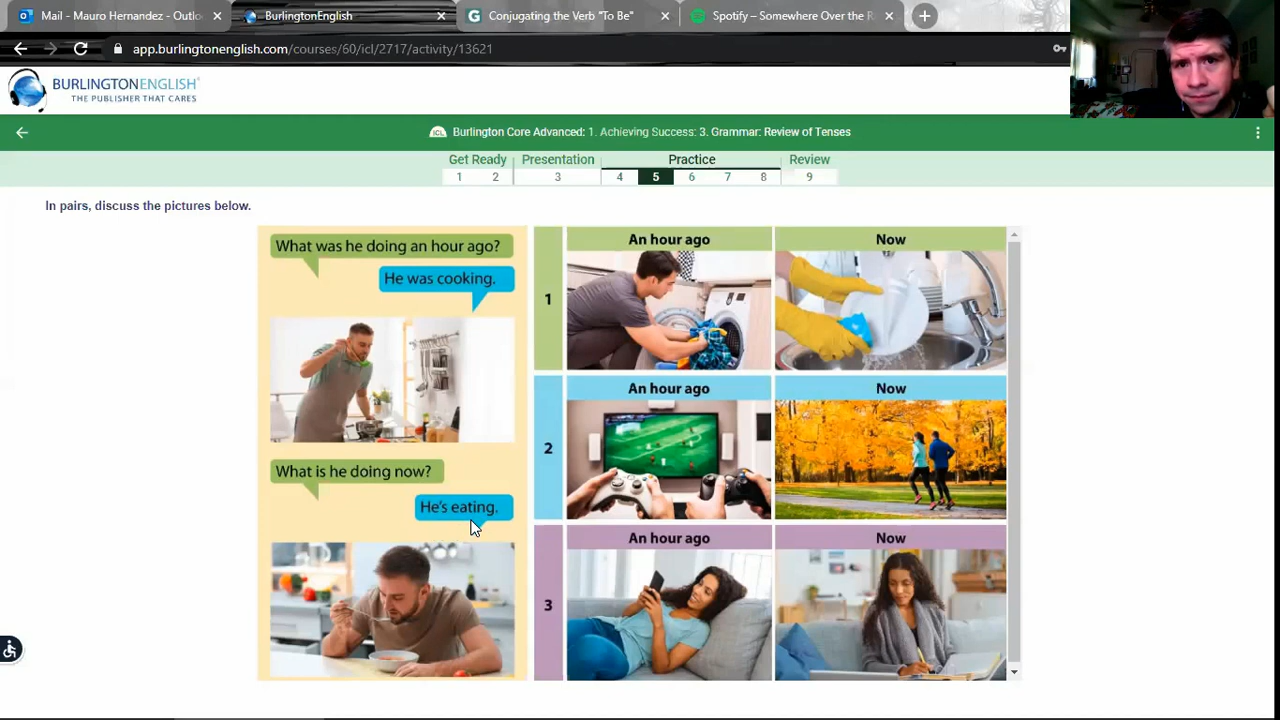 Mail - Mauro Hernandez - Outlo
BurlingtonEnglish
Conjugating the Verb "To Be"
Spotify – Somewhere Over the R
app.burlingtonenglish.com/courses/60/icl/2717/activity/13621
BURLINGTONENGLISH
THE PUBLISHER THAT CARES
ICL Burlington Core Advanced: 1. Achieving Success: 3. Grammar: Review of Tenses
Get Ready Presentation Practice Review
1 2 3 4 5 6 7 8 9
In pairs, discuss the pictures below.
What was he doing an hour ago?
He was cooking.
What is he doing now?
He's eating.
An hour ago Now
1
An hour ago Now
2
An hour ago Now
3